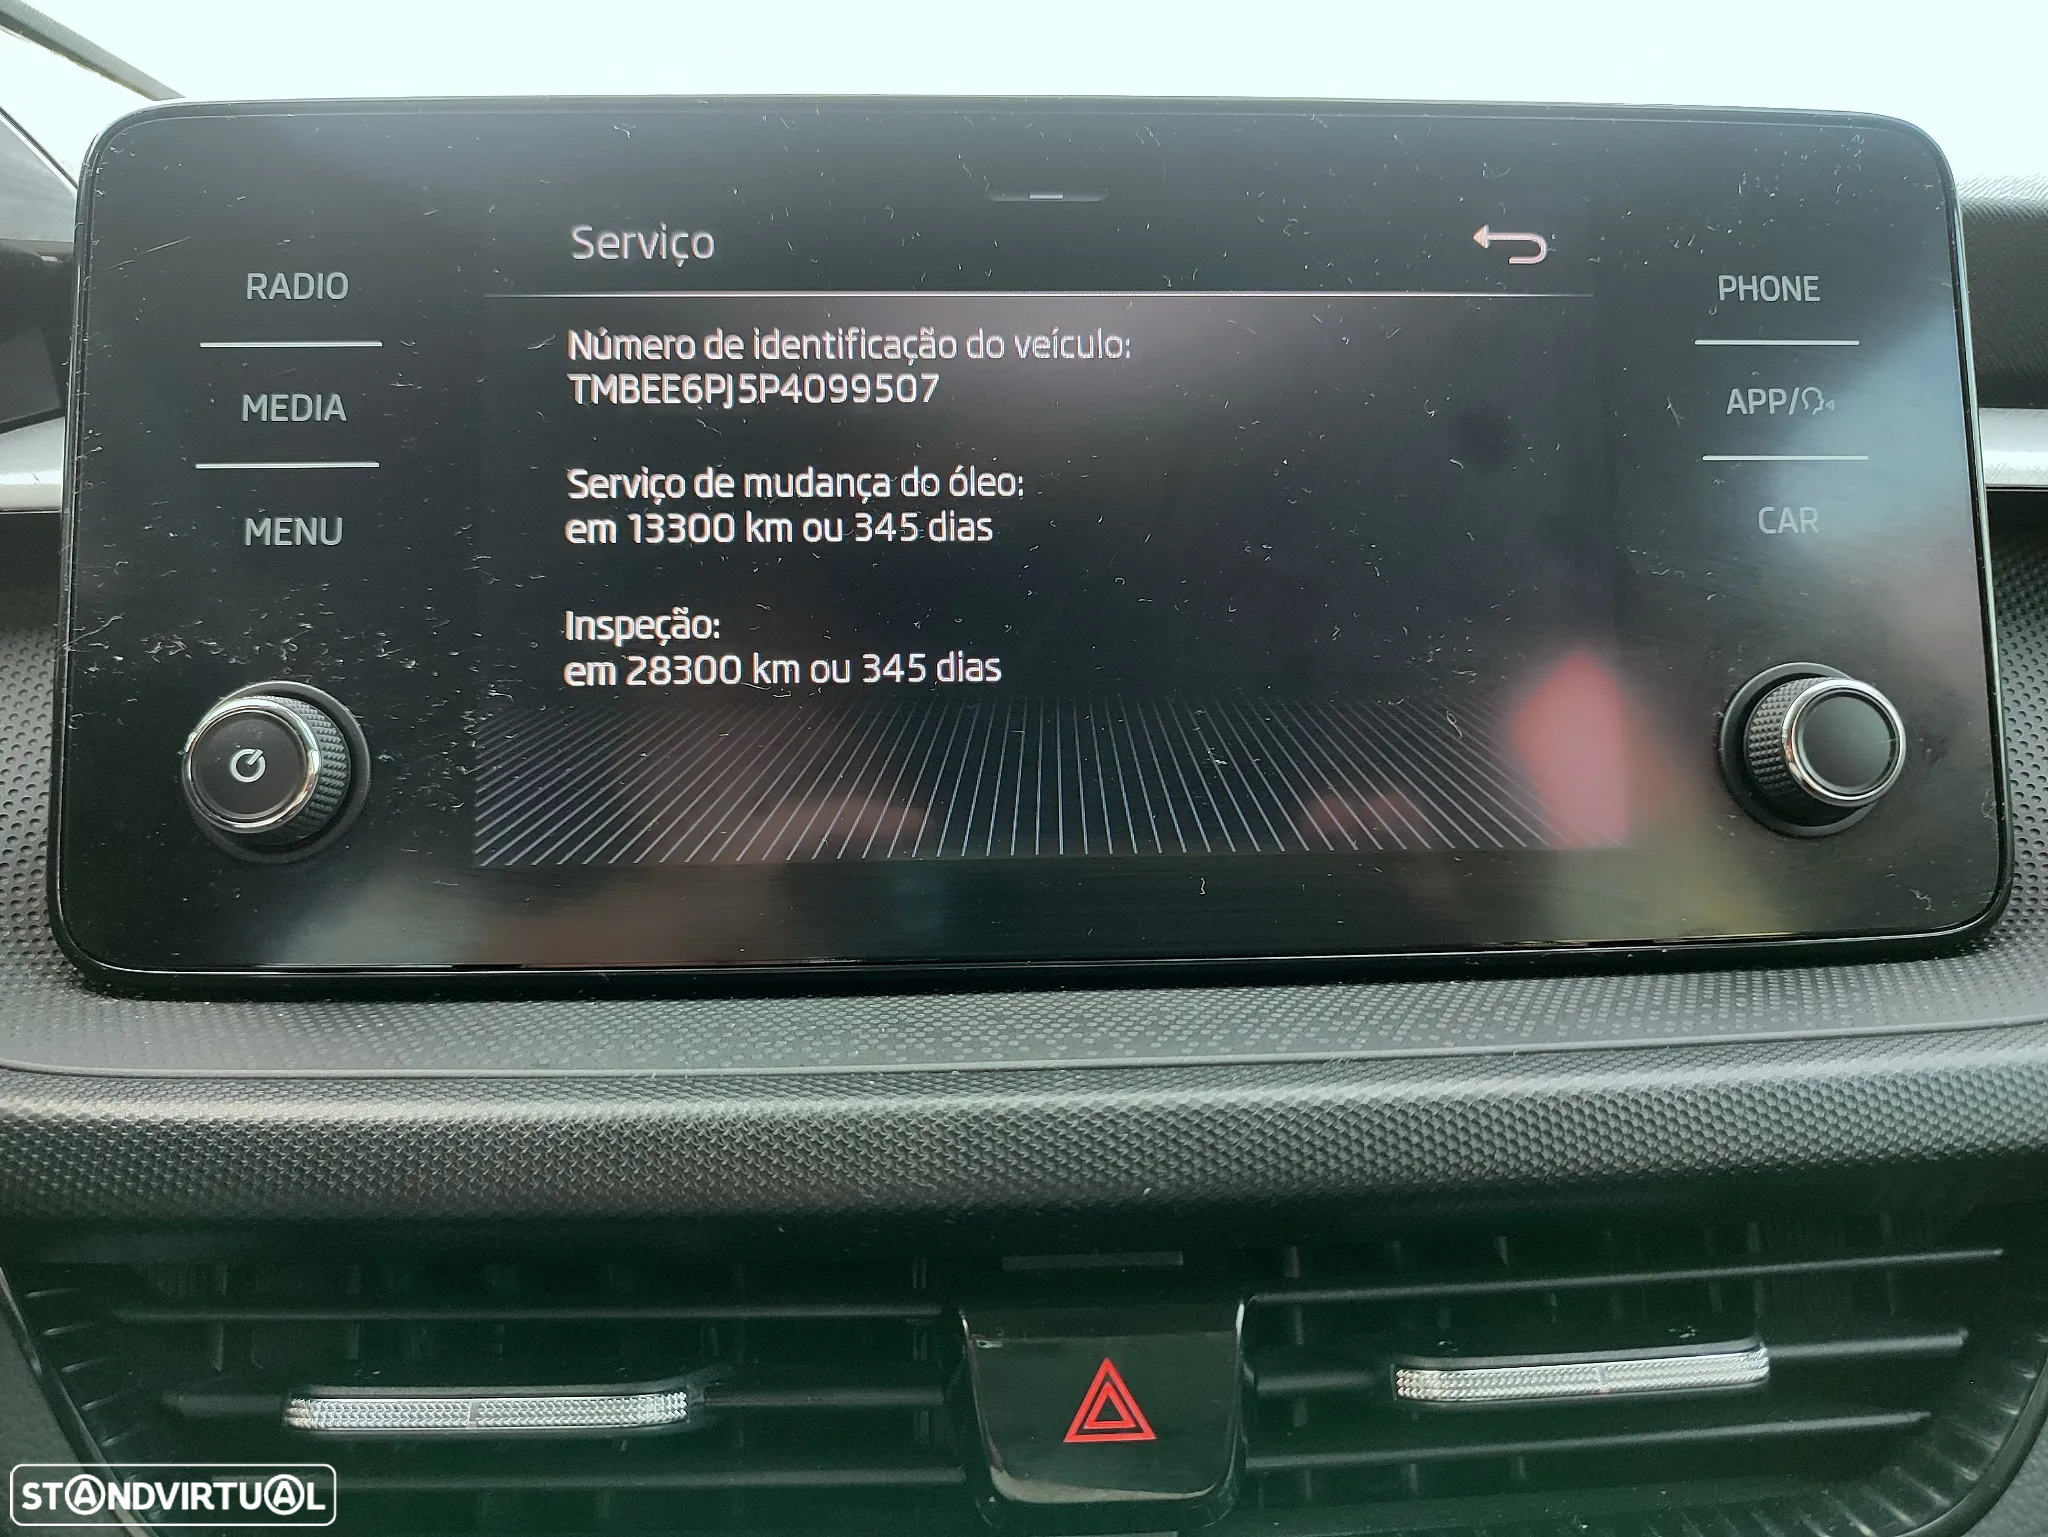 Serviço
RADIO
MEDIA
MENU
Número de identificação do veículo:
TMBEE6PJ5P4099507
Serviço de mudança do óleo:
em 13300 km ou 345 dias
Inspeção:
em 28300 km ou 345 dias
PHONE
APP/
CAR
STANDVIRTUAL